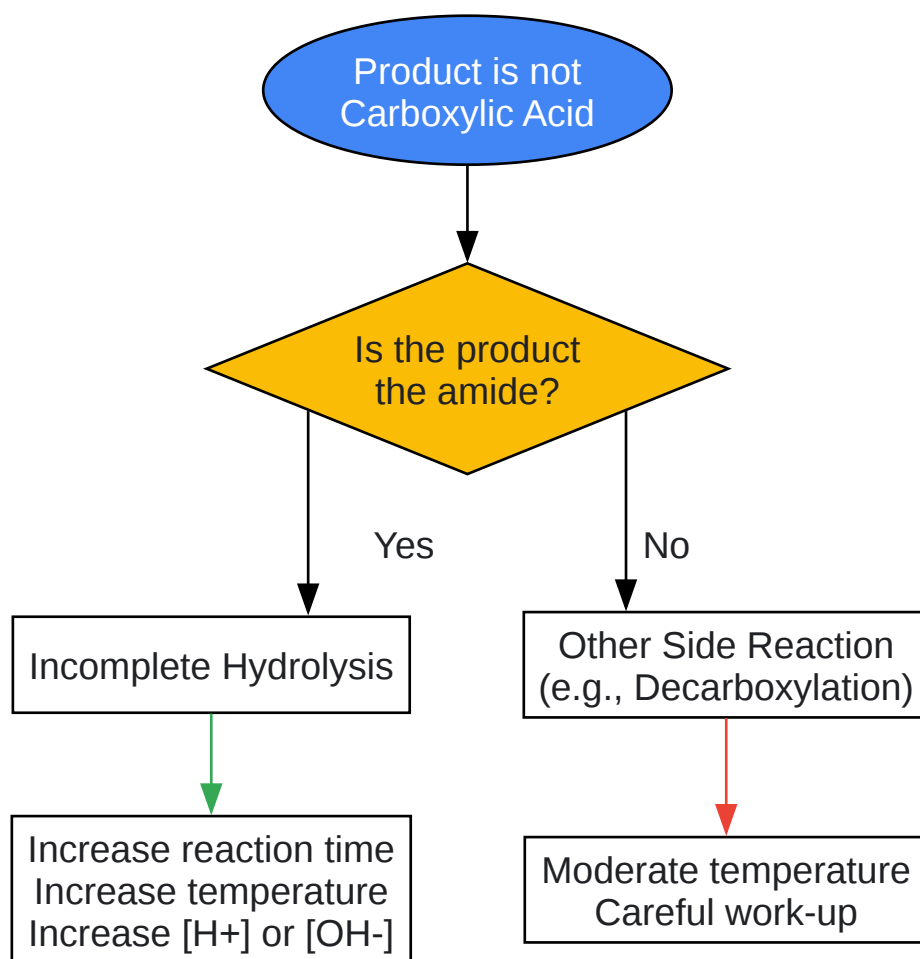 Product is not
Carboxylic Acid
Is the product
the amide?
Yes
No
Incomplete Hydrolysis
Other Side Reaction
(e.g., Decarboxylation)
Increase reaction time
Increase temperature
Increase [H+] or [OH-]
Moderate temperature
Careful work-up